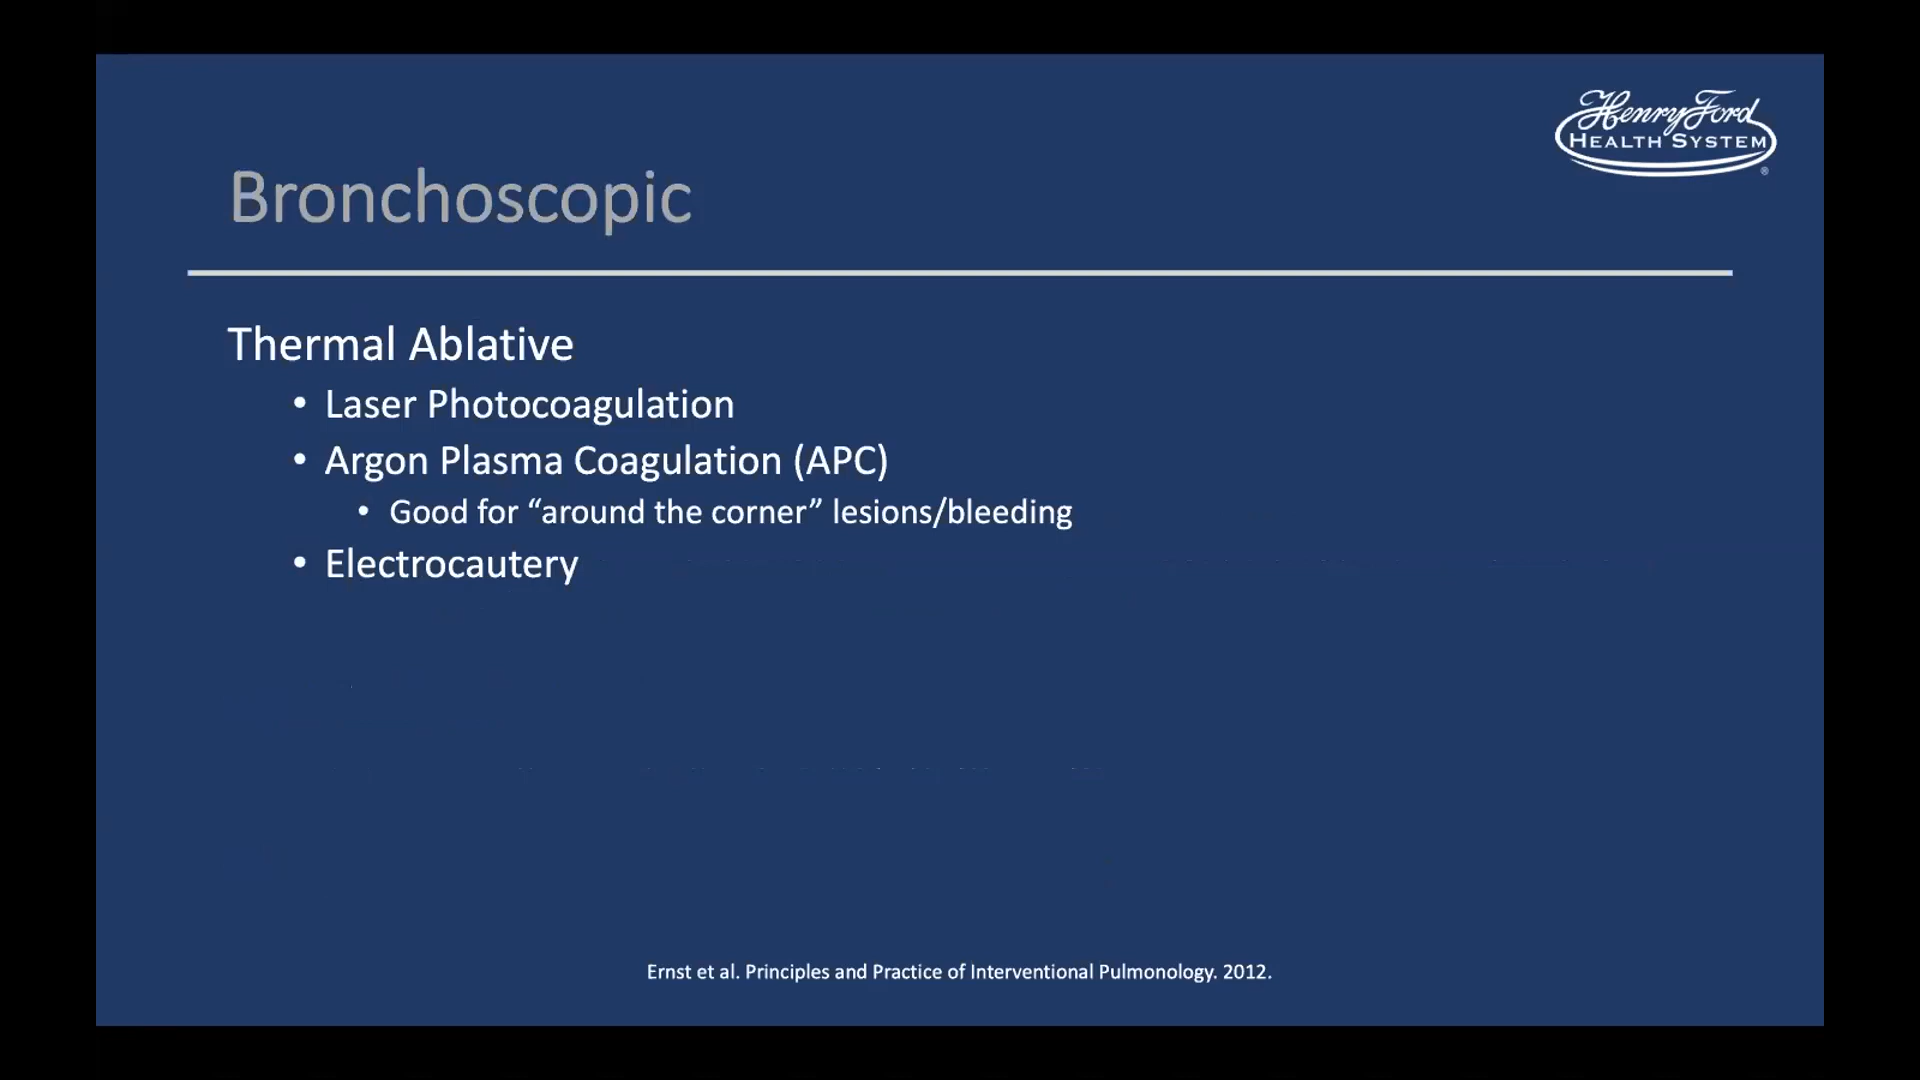 Henry Ford
HEALTH SYSTEM
®
Bronchoscopic
Thermal Ablative
• Laser Photocoagulation
• Argon Plasma Coagulation (APC)
• Good for “around the corner” lesions/bleeding
• Electrocautery
Ernst et al. Principles and Practice of Interventional Pulmonology. 2012.